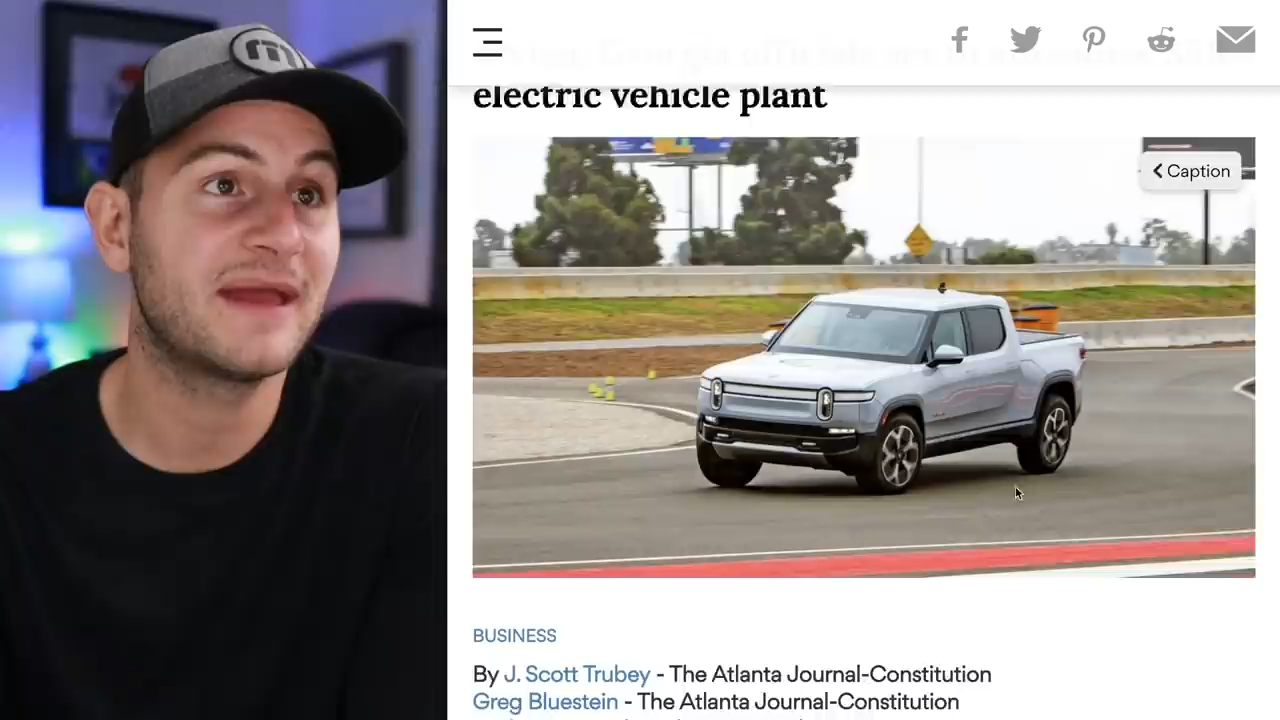 electric vehicle plant
Caption
BUSINESS
By J. Scott Trubey - The Atlanta Journal-Constitution
Greg Bluestein - The Atlanta Journal-Constitution